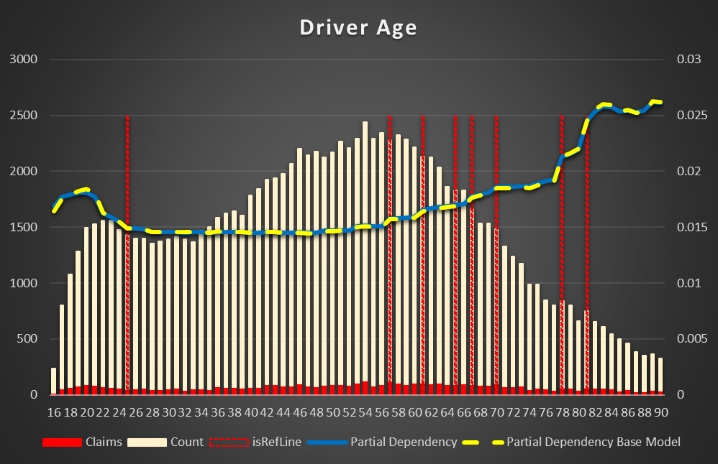 Driver Age
3000 0.03
2500 0.025
2000 0.02
1500 0.015
1000 0.01
500 0.005
0 0
16 18 20 22 24 26 28 30 32 34 36 38 40 42 44 46 48 50 52 54 56 58 60 62 64 66 68 70 72 74 76 78 80 82 84 86 88 90
Claims Count isRefLine Partial Dependency Partial Dependency Base Model